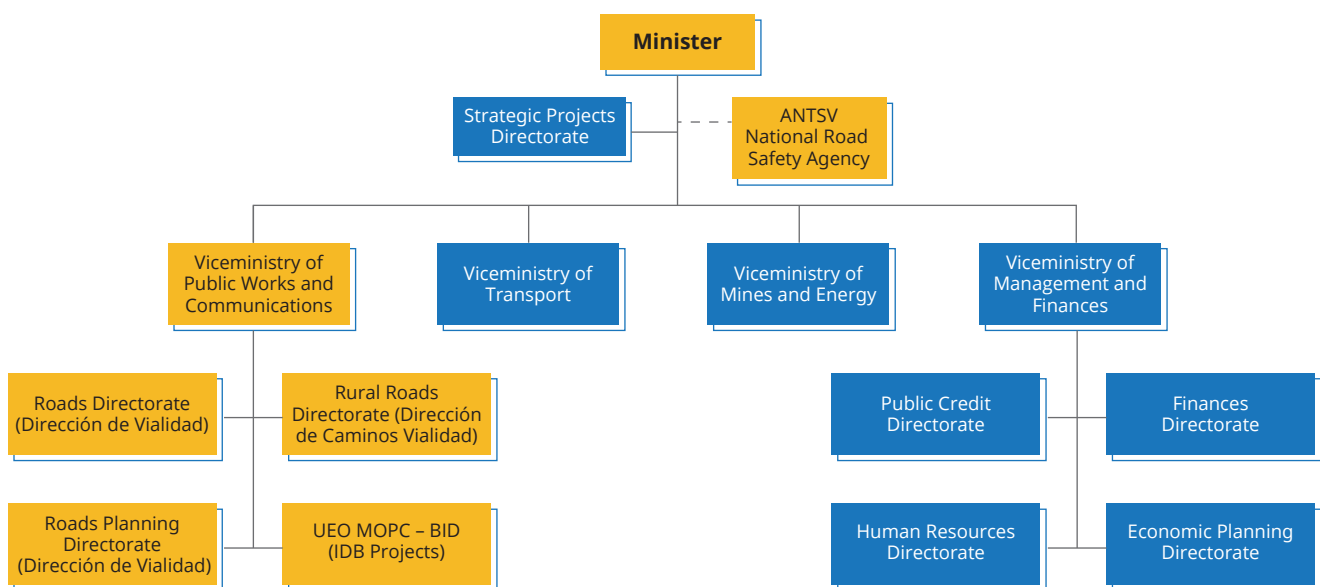 Minister
Strategic Projects
Directorate
ANTSV
National Road
Safety Agency
Viceministry of
Public Works and
Communications
Viceministry of
Transport
Viceministry of
Mines and Energy
Viceministry of
Management and
Finances
Roads Directorate
(Dirección de Vialidad)
Rural Roads
Directorate (Dirección
de Caminos Vialidad)
Public Credit
Directorate
Finances
Directorate
Roads Planning
Directorate
(Dirección de Vialidad)
UEO MOPC – BID
(IDB Projects)
Human Resources
Directorate
Economic Planning
Directorate